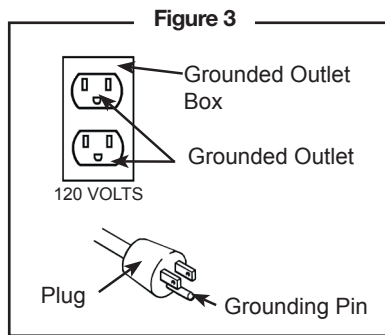 Figure 3
Grounded Outlet
Box
Grounded Outlet
120 VOLTS
Plug
Grounding Pin